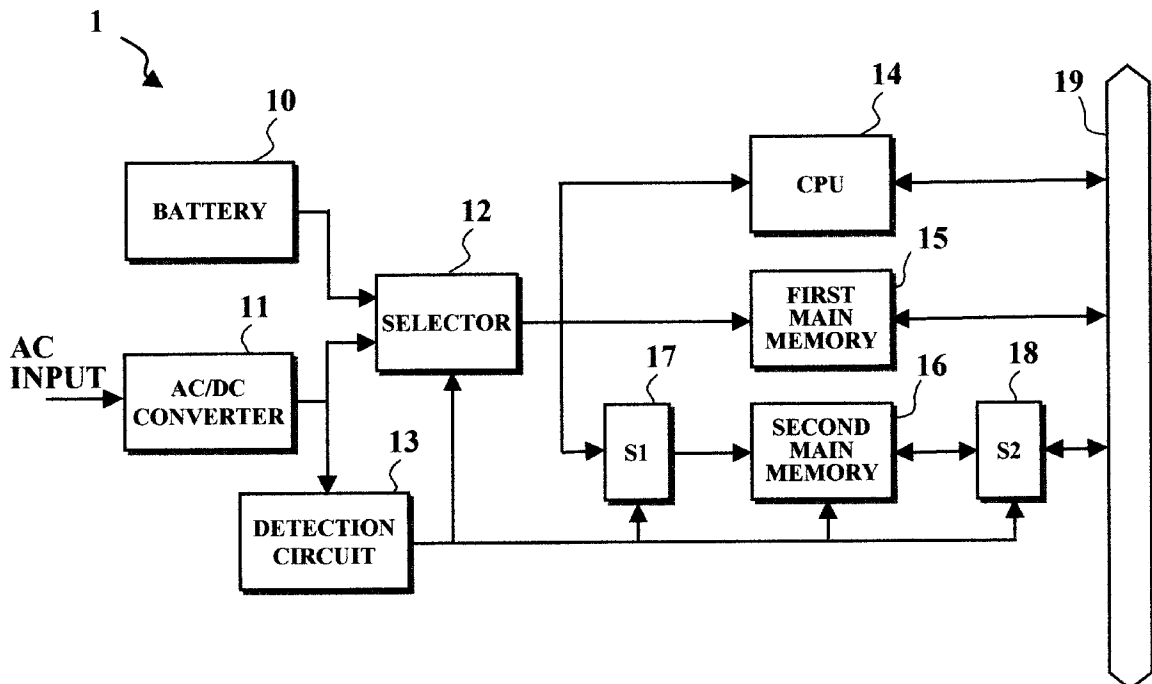 1
10
BATTERY
11
AC
INPUT
AC/DC
CONVERTER
12
SELECTOR
13
DETECTION
CIRCUIT
14
CPU
15
FIRST
MAIN
MEMORY
16
SECOND
MAIN
MEMORY
17
S1
18
S2
19